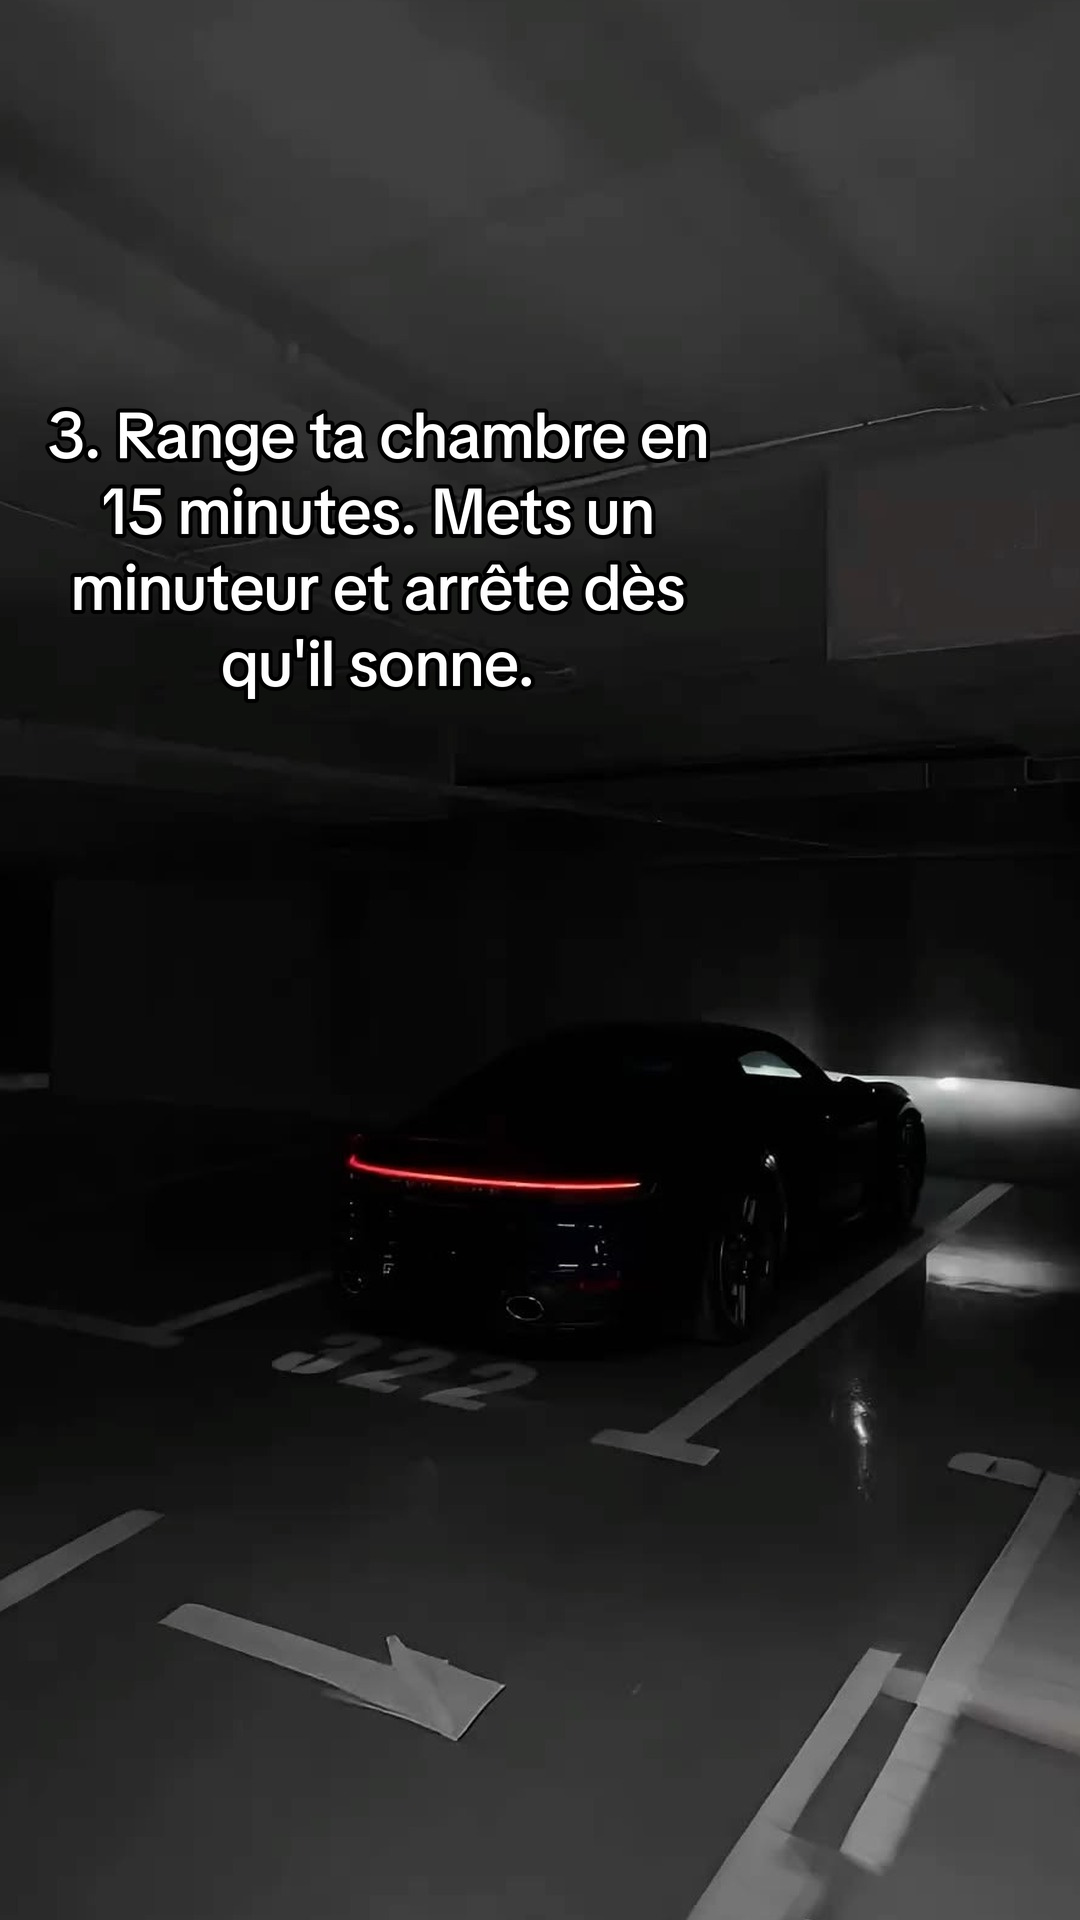 3. Range ta chambre en
15 minutes. Mets un
minuteur et arrête dès
qu'il sonne.
322